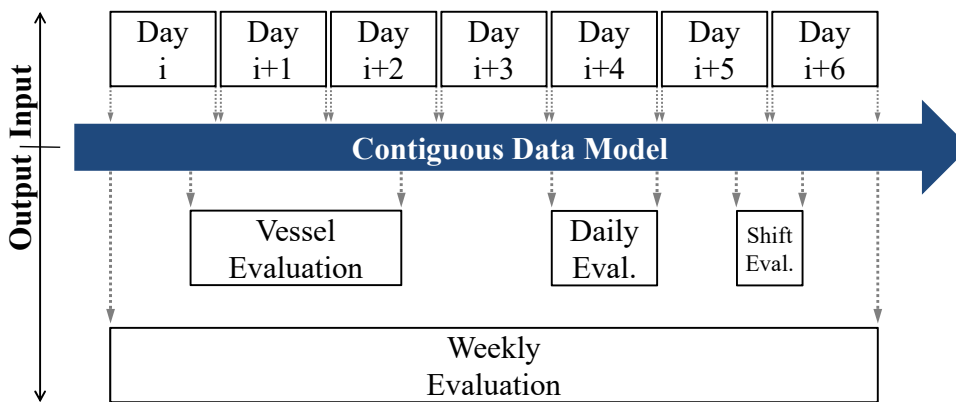 Day
i
Day
i+1
Day
i+2
Day
i+3
Day
i+4
Day
i+5
Day
i+6
Input
Output
Contiguous Data Model
Vessel
Evaluation
Daily
Eval.
Shift
Eval.
Weekly
Evaluation